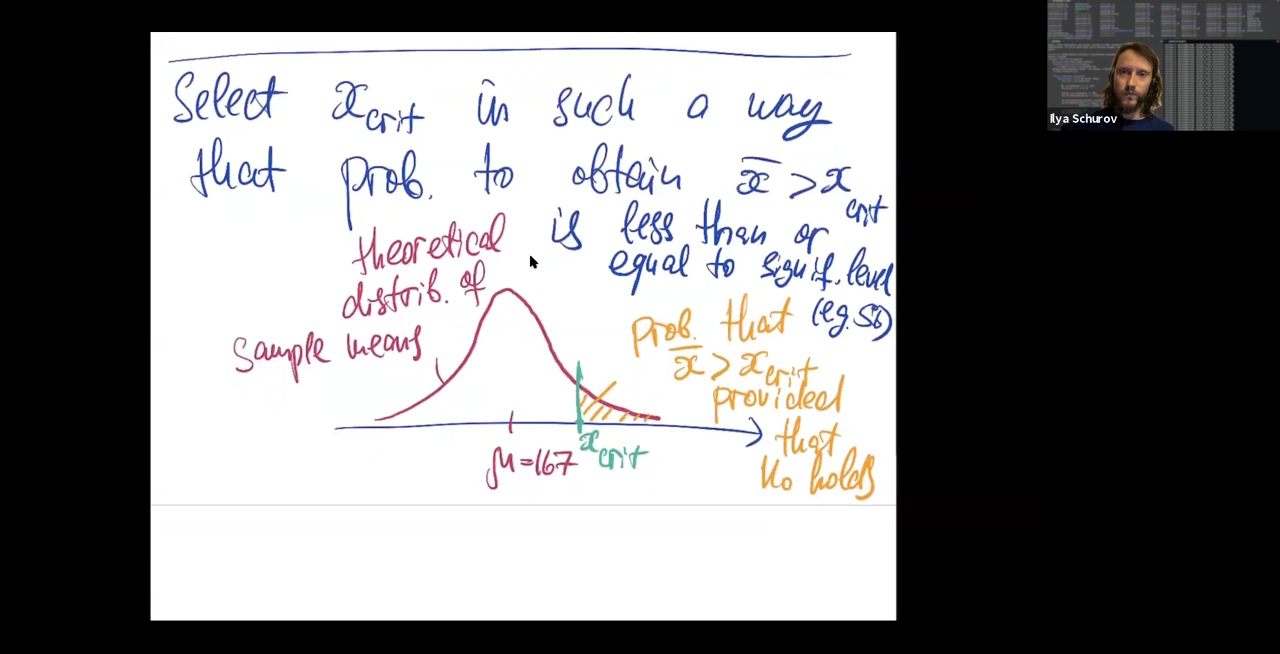 Select x_crit in such a way
that prob. to obtain x̄ > x_crit
is less than or
equal to signif. level
(e.g. 5%)
theoretical
distrib. of
sample means
prob. that
x̄ > x_crit
provided
that
H₀ holds
μ=167
x_crit
Ilya Schurov